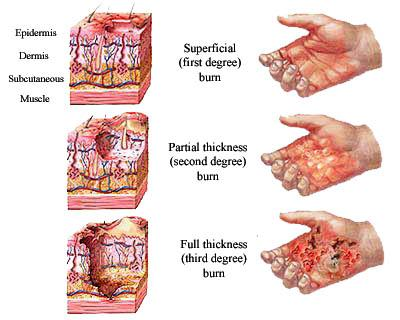 Epidermis
Dermis
Subcutaneous
Muscle
Superficial
(first degree)
burn
Partial thickness
(second degree)
burn
Full thickness
(third degree)
burn